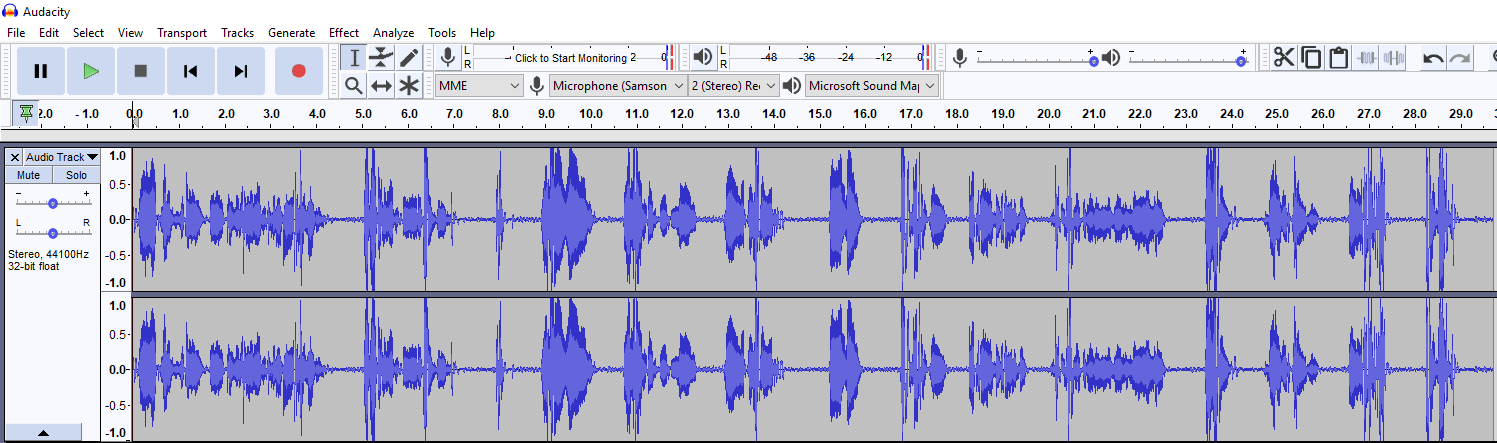 Audacity
File Edit Select View Transport Tracks Generate Effect Analyze Tools Help
L
R
Click to Start Monitoring 2 0
L
R
-48 -36 -24 -12 0
- +
- +
MME
Microphone (Samson
2 (Stereo) Rec
Microsoft Sound Map
2.0 - 1.0 0.0 1.0 2.0 3.0 4.0 5.0 6.0 7.0 8.0 9.0 10.0 11.0 12.0 13.0 14.0 15.0 16.0 17.0 18.0 19.0 20.0 21.0 22.0 23.0 24.0 25.0 26.0 27.0 28.0 29.0
X Audio Track
Mute Solo
- +
L R
Stereo, 44100Hz
32-bit float
1.0
0.5
0.0
-0.5
-1.0
1.0
0.5
0.0
-0.5
-1.0